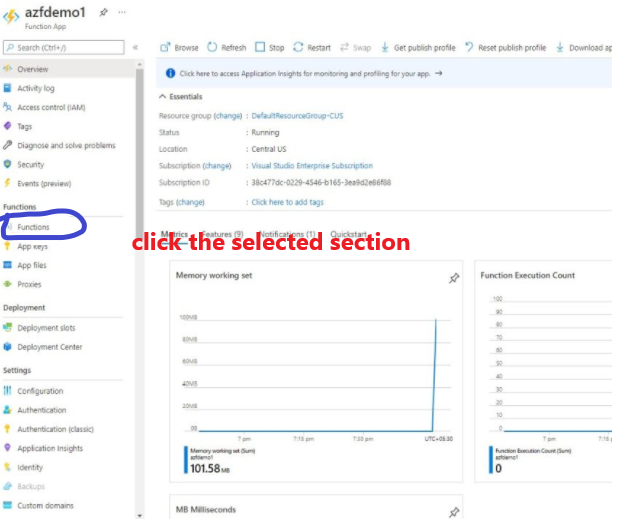 azfdemo1
Function App
Search (Ctrl+/)
«
Browse Refresh Stop Restart Swap Get publish profile Reset publish profile Download ap
Overview
Activity log
Access control (IAM)
Tags
Diagnose and solve problems
Security
Events (preview)
Functions
Functions
App keys
App files
Proxies
Deployment
Deployment slots
Deployment Center
Settings
Configuration
Authentication
Authentication (classic)
Application Insights
Identity
Backups
Custom domains
Click here to access Application Insights for monitoring and profiling for your app. →
Essentials
Resource group (change) : DefaultResourceGroup-CUS
Status : Running
Location : Central US
Subscription (change) : Visual Studio Enterprise Subscription
Subscription ID : 38c477dc-0229-4546-b165-3ea9d2e86f88
Tags (change) : Click here to add tags
Metrics Features (9) Notifications (1) Quickstart
click the selected section
Memory working set
100MB
80MB
60MB
40MB
20MB
0B
7 pm 7:15 pm 7:30 pm UTC+05:30
Memory working set (Sum)
azfdemo1
101.58 MB
Function Execution Count
100
90
80
70
60
50
40
30
20
10
0
7 pm 7:15
Function Execution Count (Sum)
azfdemo1
0
MB Milliseconds